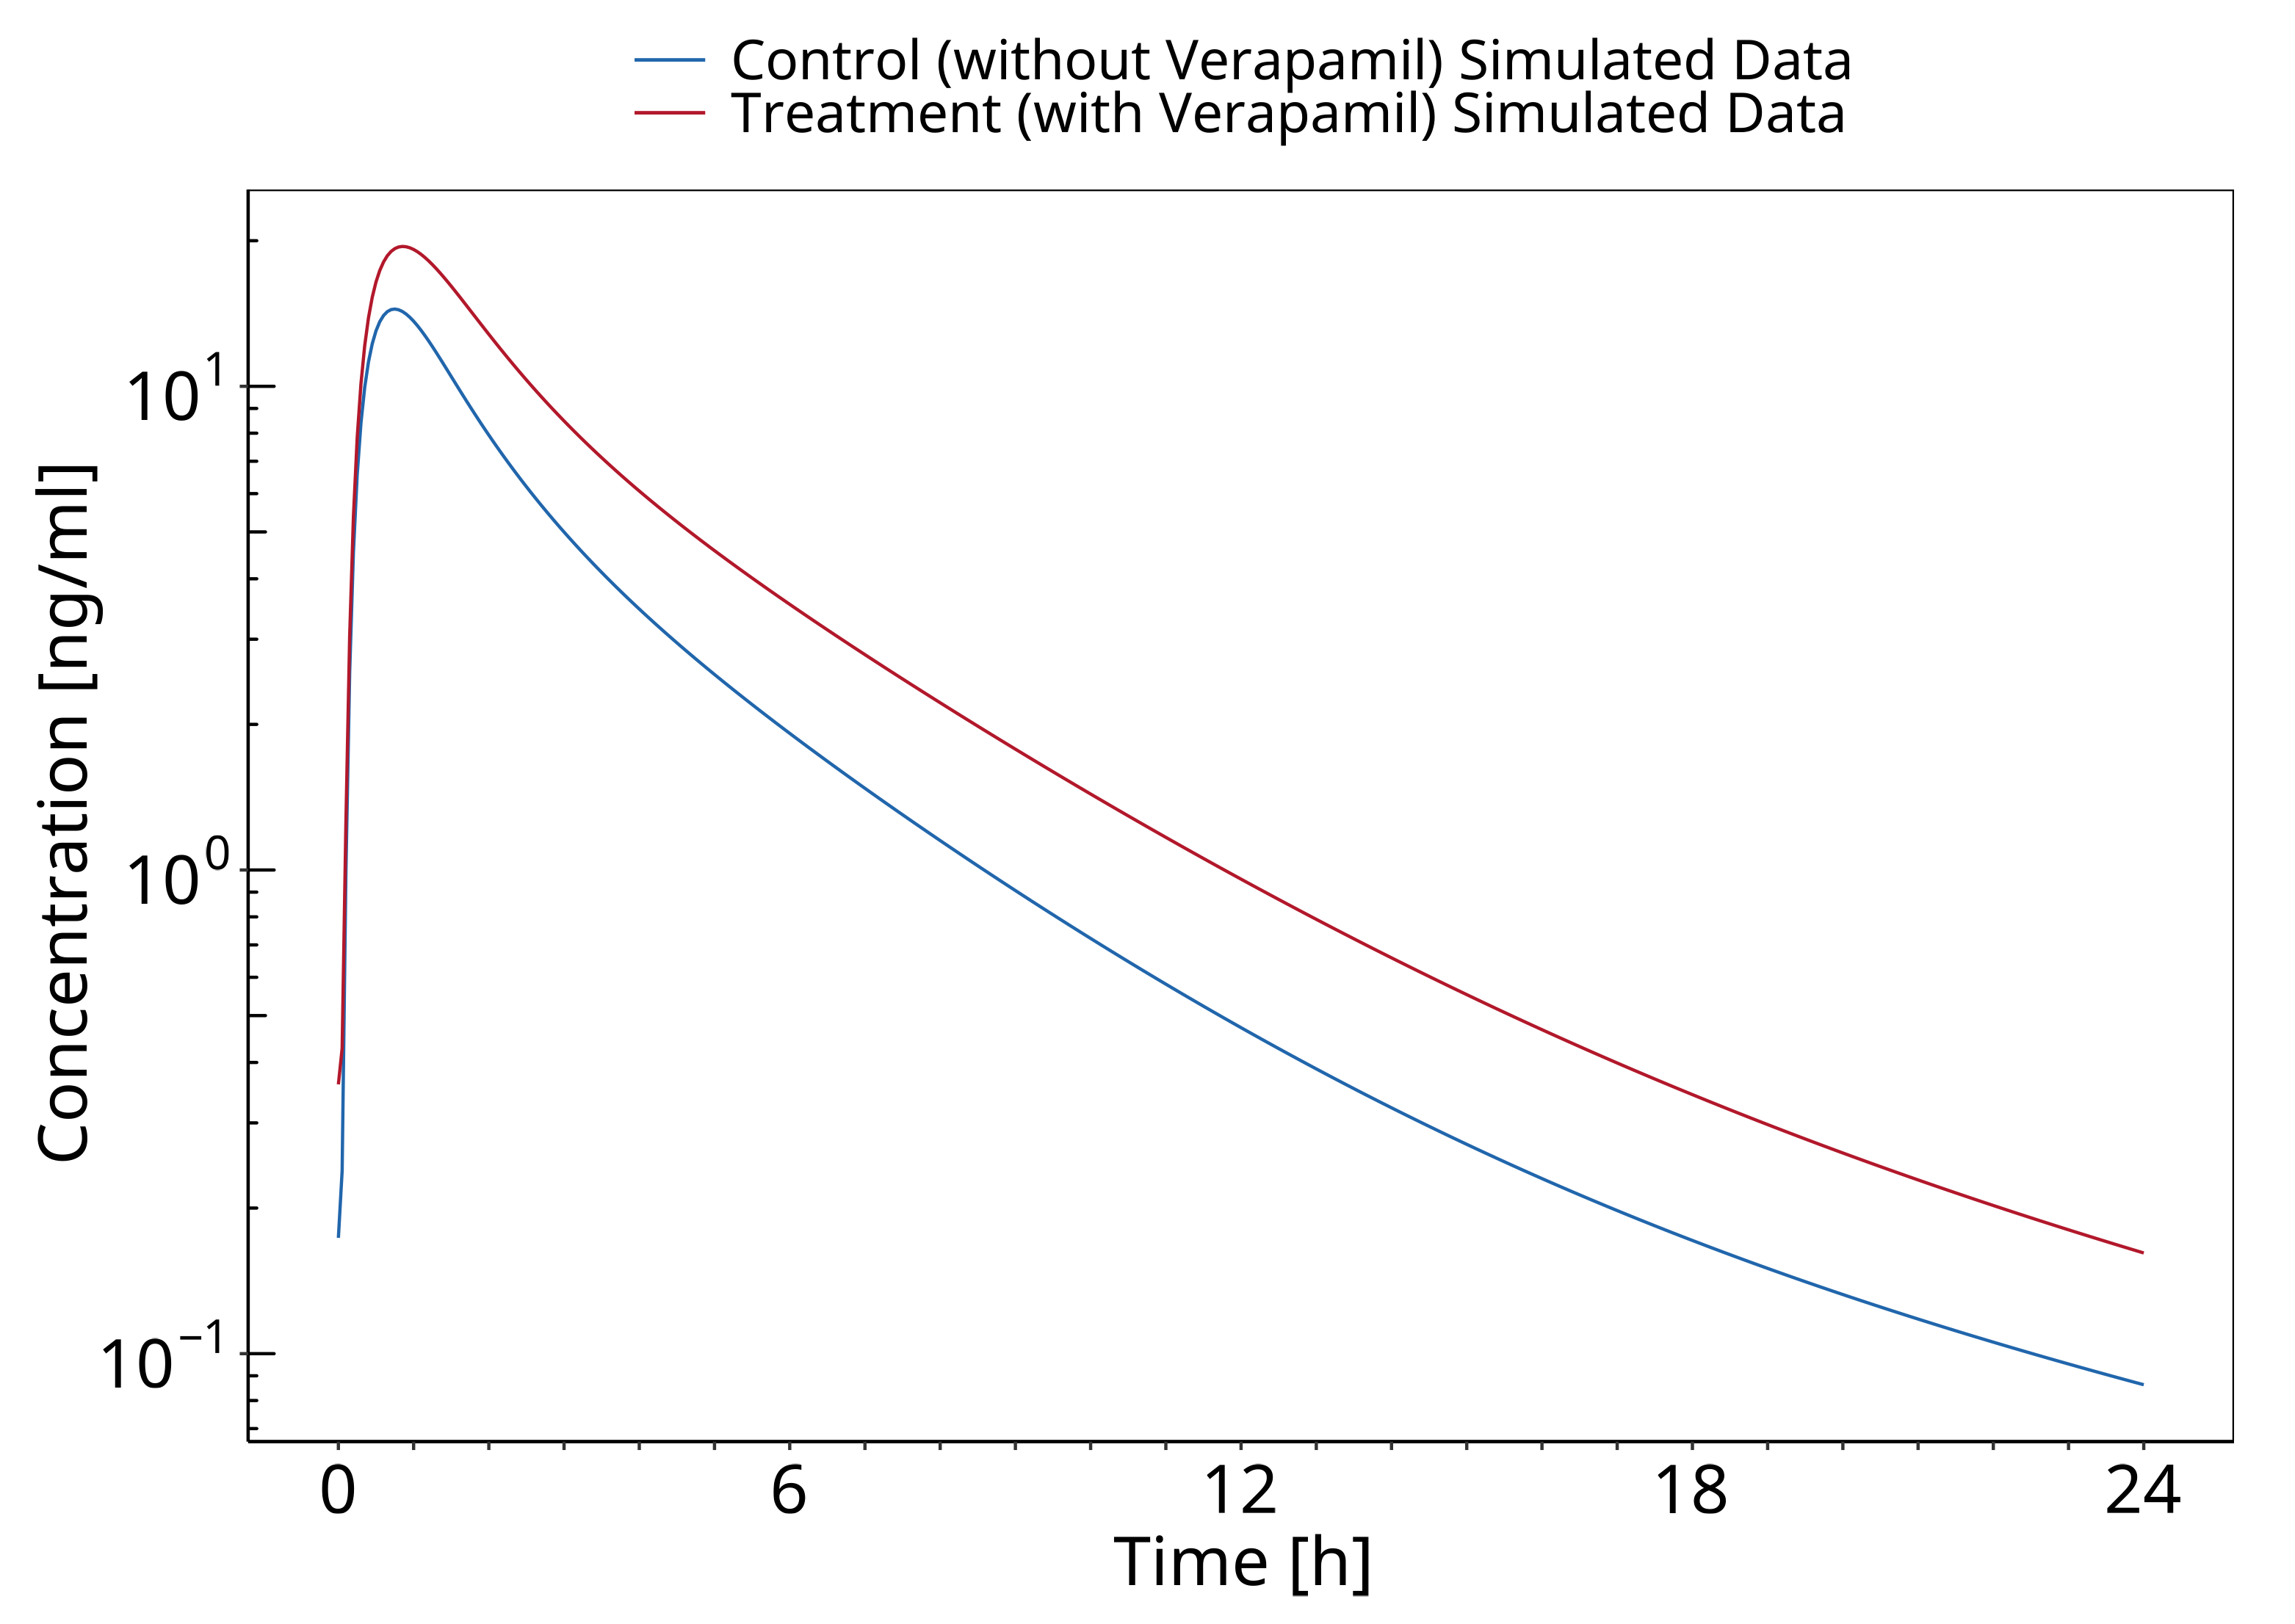 Control (without Verapamil) Simulated Data
Treatment (with Verapamil) Simulated Data
Concentration [ng/ml]
10¹
10⁰
10⁻¹
0 6 12 18 24
Time [h]